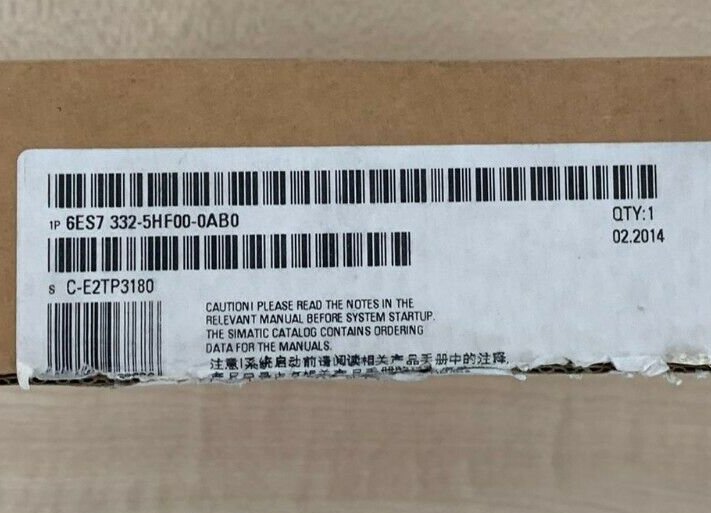 1P 6ES7 332-5HF00-0AB0
QTY:1
02.2014
S C-E2TP3180
CAUTION! PLEASE READ THE NOTES IN THE
RELEVANT MANUAL BEFORE SYSTEM STARTUP.
THE SIMATIC CATALOG CONTAINS ORDERING
DATA FOR THE MANUALS.
注意!系统启动前请阅读相关产品手册中的注释,